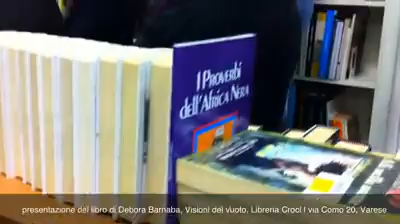 I PROVERBI
dell'AFRICA NERA
presentazione del libro di Debora Barnaba, Visioni del Vuoto, Libreria Croci I via Como 20, Varese